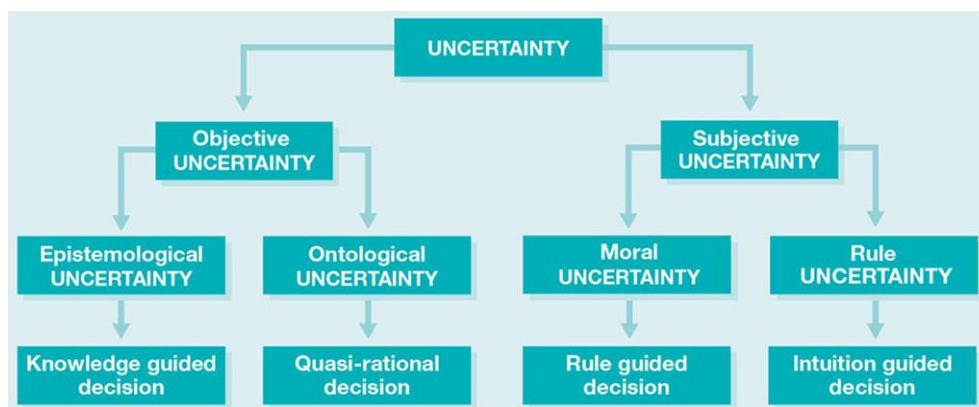 UNCERTAINTY
Objective
UNCERTAINTY
Subjective
UNCERTAINTY
Epistemological
UNCERTAINTY
Ontological
UNCERTAINTY
Moral
UNCERTAINTY
Rule
UNCERTAINTY
Knowledge guided
decision
Quasi-rational
decision
Rule guided
decision
Intuition guided
decision